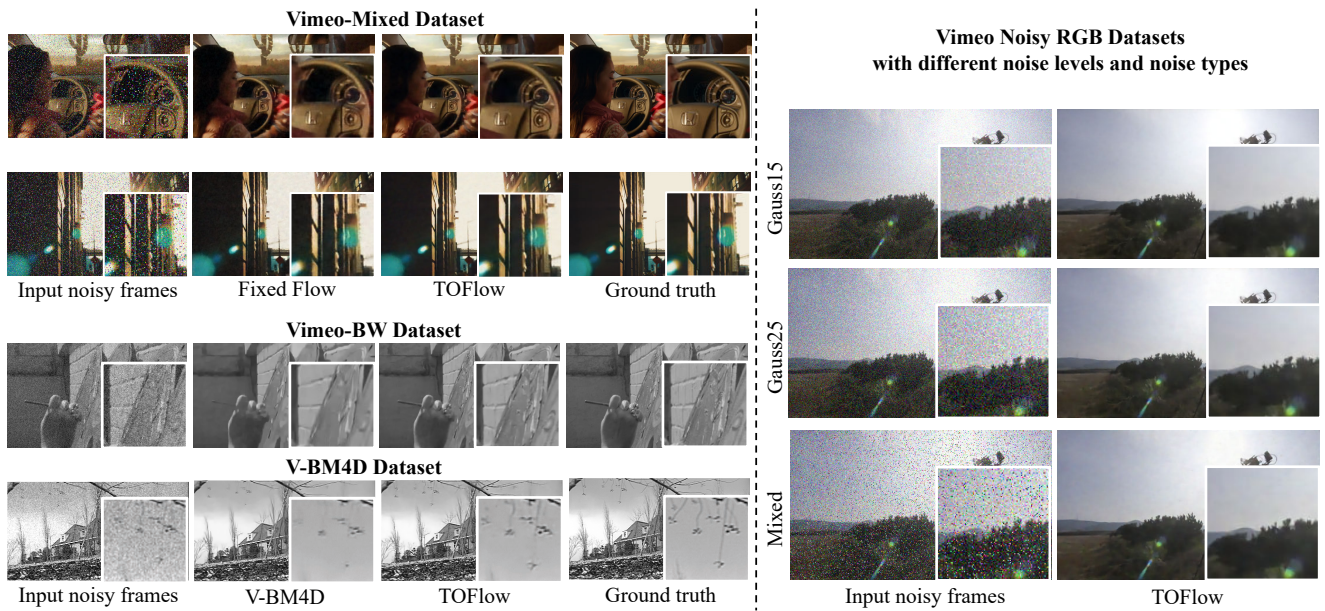 Vimeo-Mixed Dataset
Input noisy frames
Fixed Flow
TOFlow
Ground truth
Vimeo-BW Dataset
V-BM4D Dataset
Input noisy frames
V-BM4D
TOFlow
Ground truth
Vimeo Noisy RGB Datasets
with different noise levels and noise types
Gauss15
Gauss25
Mixed
Input noisy frames
TOFlow